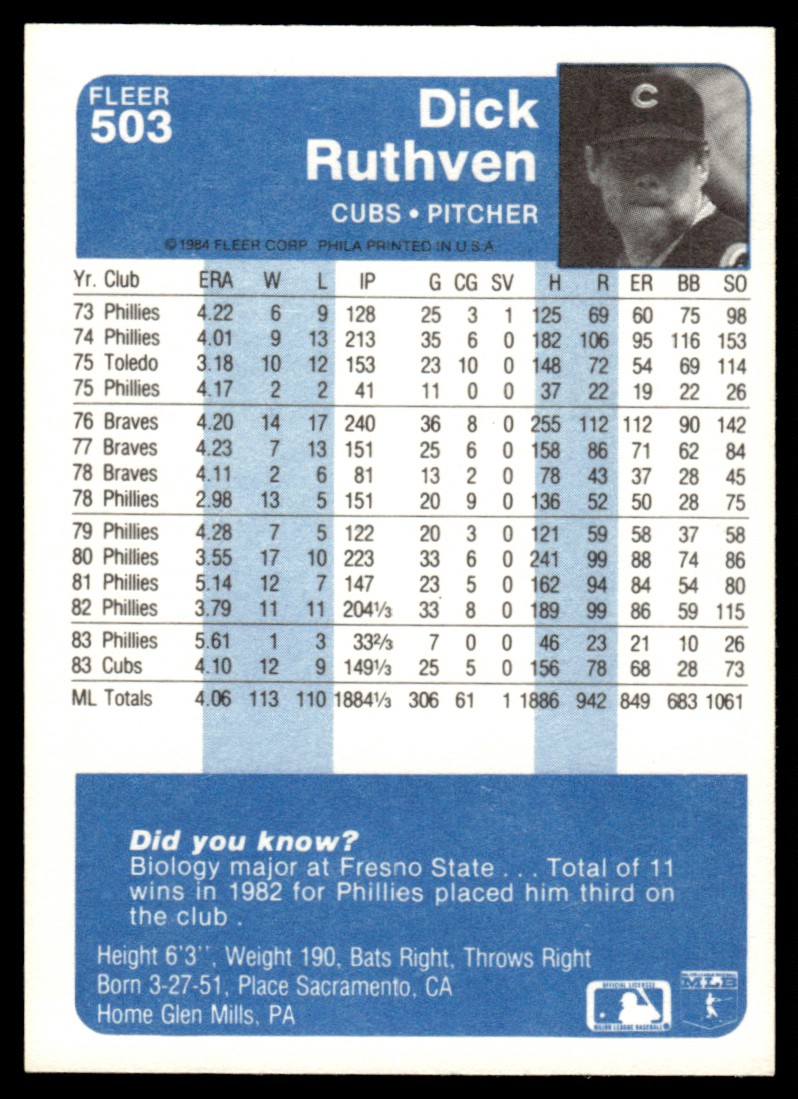 FLEER
503
Dick
Ruthven
CUBS • PITCHER
© 1984 FLEER CORP. PHILA PRINTED IN U.S.A.
C
Yr. Club ERA W L IP G CG SV H R ER BB SO
73 Phillies 4.22 6 9 128 25 3 1 125 69 60 75 98
74 Phillies 4.01 9 13 213 35 6 0 182 106 95 116 153
75 Toledo 3.18 10 12 153 23 10 0 148 72 54 69 114
75 Phillies 4.17 2 2 41 11 0 0 37 22 19 22 26
76 Braves 4.20 14 17 240 36 8 0 255 112 112 90 142
77 Braves 4.23 7 13 151 25 6 0 158 86 71 62 84
78 Braves 4.11 2 6 81 13 2 0 78 43 37 28 45
78 Phillies 2.98 13 5 151 20 9 0 136 52 50 28 75
79 Phillies 4.28 7 5 122 20 3 0 121 59 58 37 58
80 Phillies 3.55 17 10 223 33 6 0 241 99 88 74 86
81 Phillies 5.14 12 7 147 23 5 0 162 94 84 54 80
82 Phillies 3.79 11 11 204⅓ 33 8 0 189 99 86 59 115
83 Phillies 5.61 1 3 33⅔ 7 0 0 46 23 21 10 26
83 Cubs 4.10 12 9 149⅓ 25 5 0 156 78 68 28 73
ML Totals 4.06 113 110 1884⅓ 306 61 1 1886 942 849 683 1061
Did you know?
Biology major at Fresno State . . . Total of 11
wins in 1982 for Phillies placed him third on
the club .
Height 6'3'', Weight 190, Bats Right, Throws Right
Born 3-27-51, Place Sacramento, CA
Home Glen Mills, PA
OFFICIAL LICENSEE
MAJOR LEAGUE BASEBALL
MLB